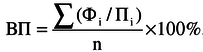 ВП = ∑(Фᵢ / Пᵢ) / n × 100%.